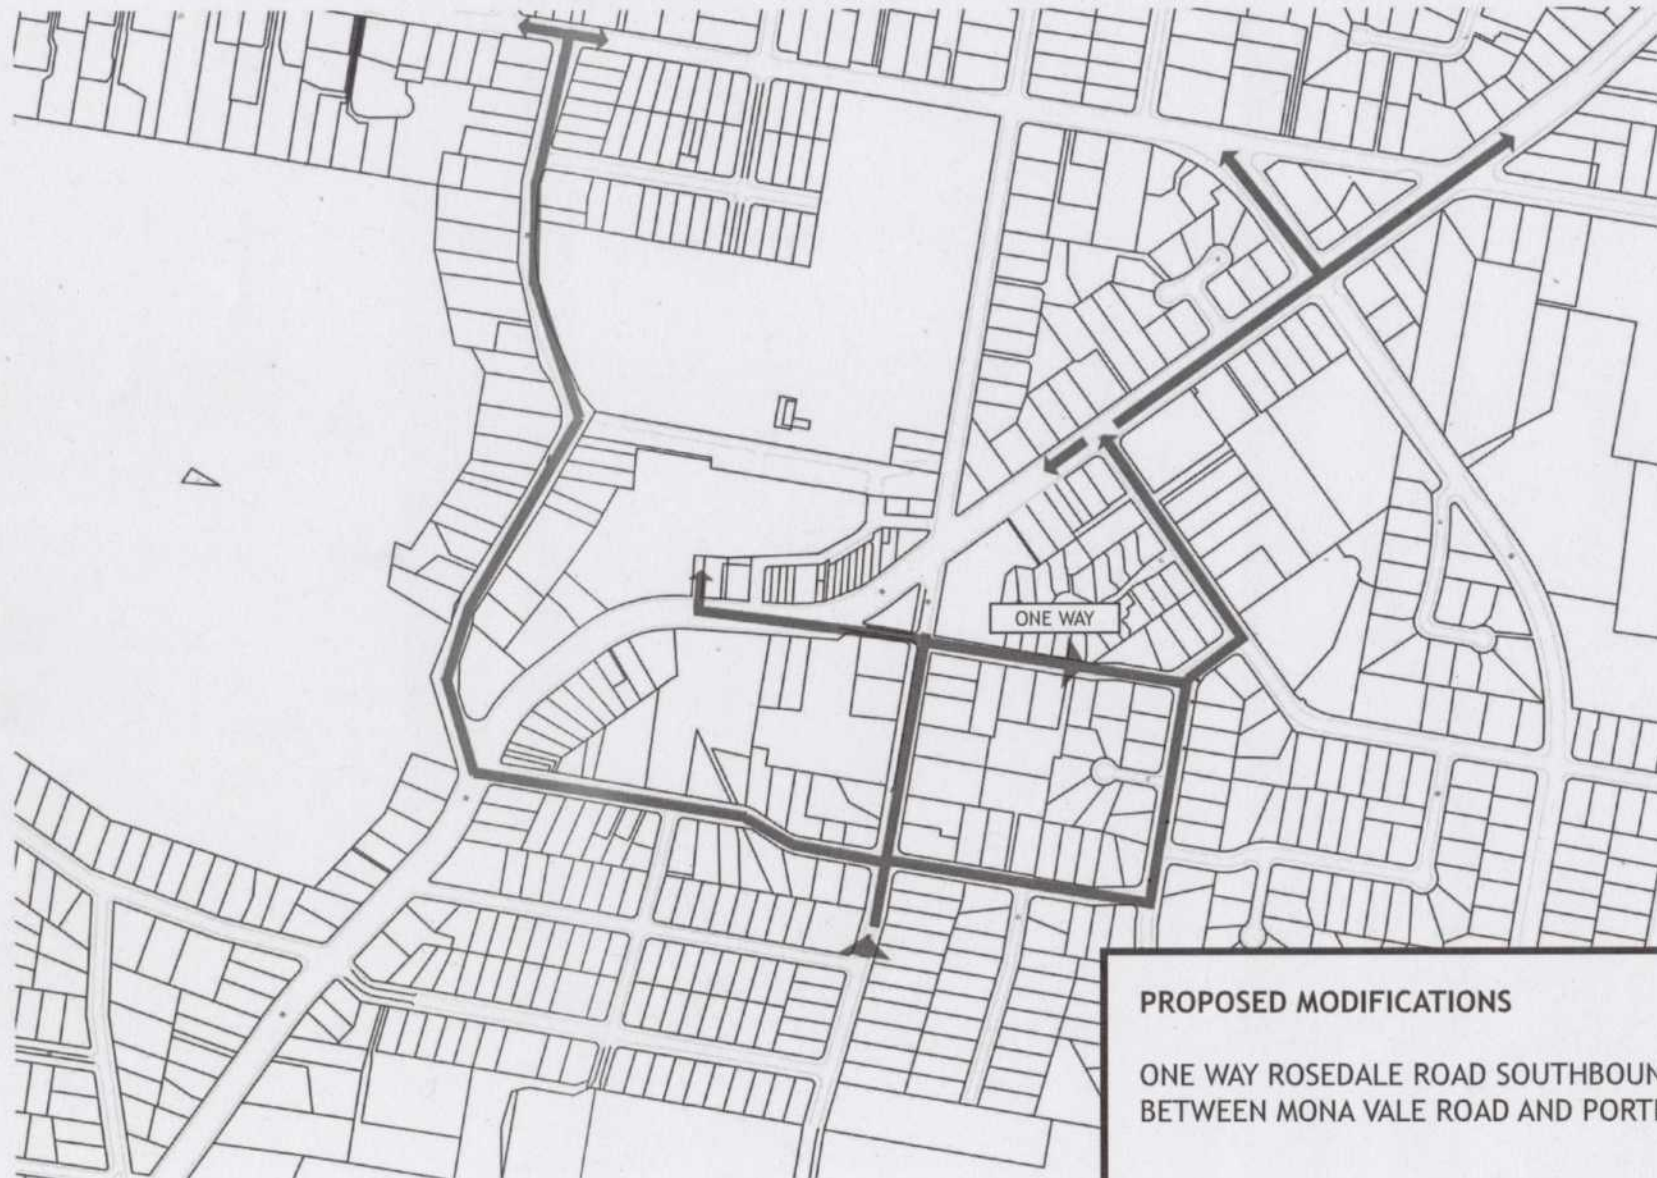 ONE WAY
PROPOSED MODIFICATIONS
ONE WAY ROSEDALE ROAD SOUTHBOUN
BETWEEN MONA VALE ROAD AND PORT